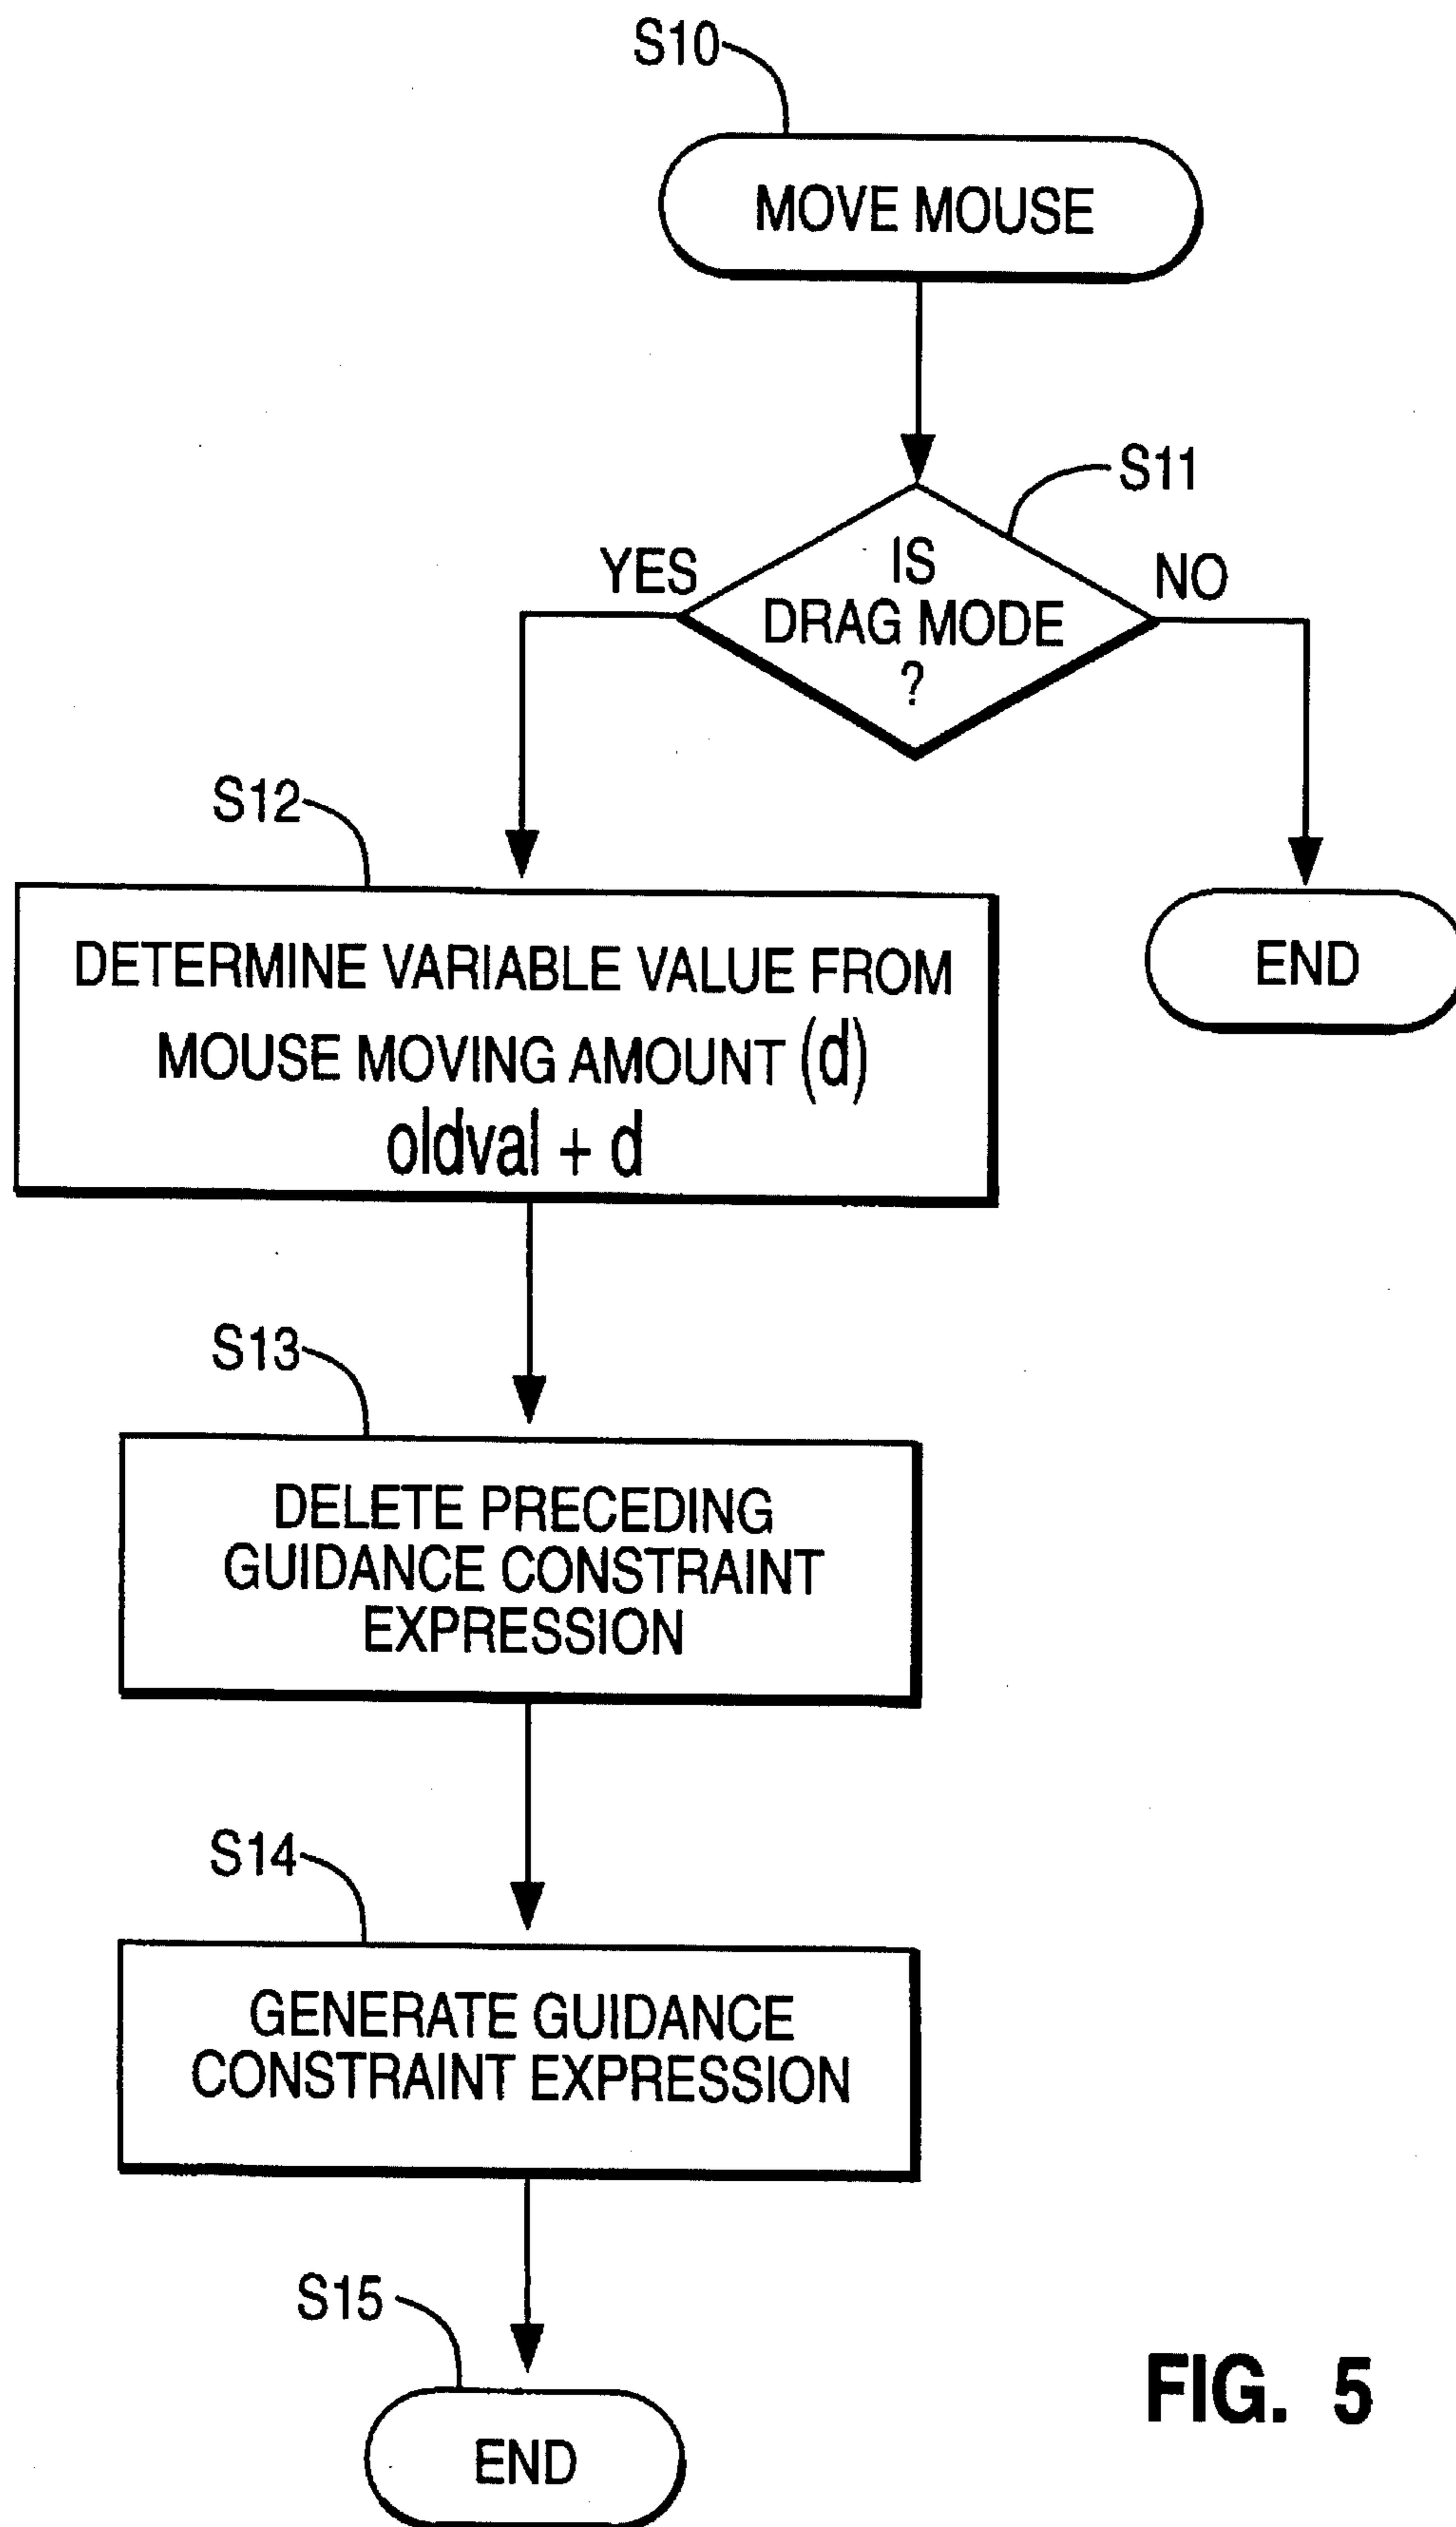 S10
MOVE MOUSE
S11
YES
IS
DRAG MODE
?
NO
S12
DETERMINE VARIABLE VALUE FROM
MOUSE MOVING AMOUNT (d)
oldval + d
END
S13
DELETE PRECEDING
GUIDANCE CONSTRAINT
EXPRESSION
S14
GENERATE GUIDANCE
CONSTRAINT EXPRESSION
S15
END
FIG. 5